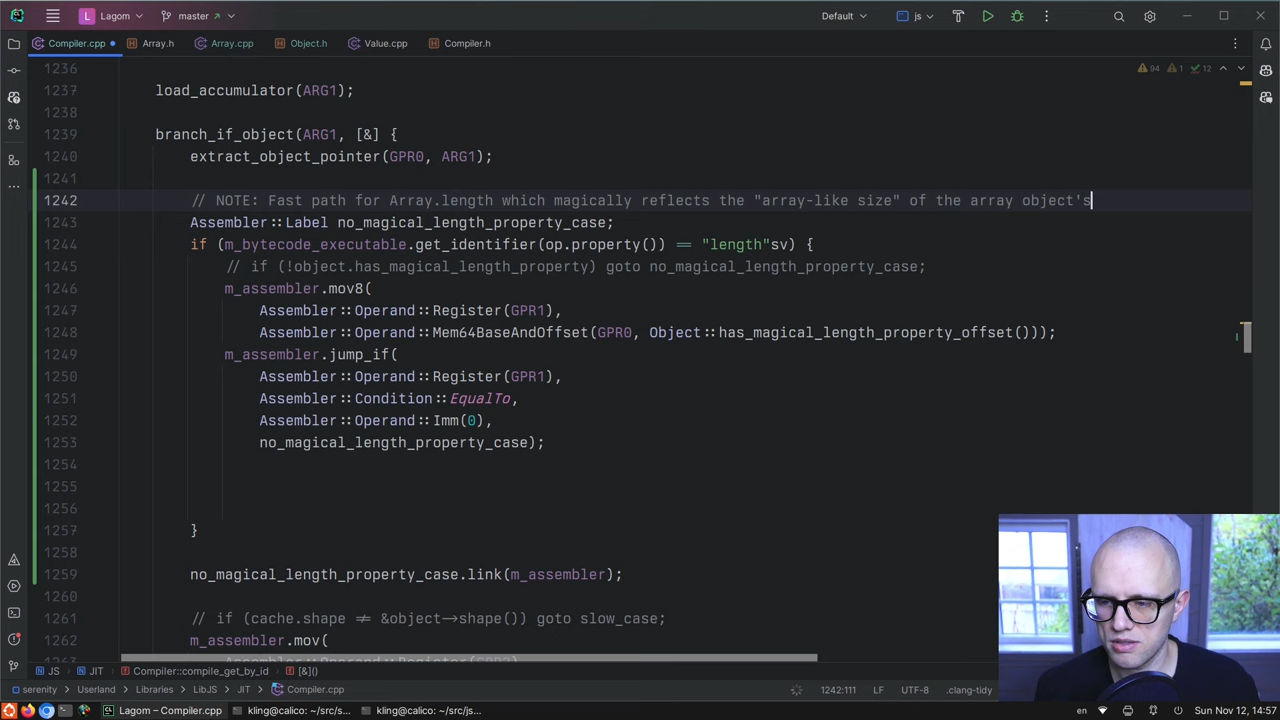 L Lagom master Default js
Compiler.cpp Array.h Array.cpp Object.h Value.cpp Compiler.h
1236 94 1 12
1237 load_accumulator(ARG1);
1238
1239 branch_if_object(ARG1, [&] {
1240 extract_object_pointer(GPR0, ARG1);
1241
1242 // NOTE: Fast path for Array.length which magically reflects the "array-like size" of the array object's
1243 Assembler::Label no_magical_length_property_case;
1244 if (m_bytecode_executable.get_identifier(op.property()) == "length"sv) {
1245 // if (!object.has_magical_length_property) goto no_magical_length_property_case;
1246 m_assembler.mov8(
1247 Assembler::Operand::Register(GPR1),
1248 Assembler::Operand::Mem64BaseAndOffset(GPR0, Object::has_magical_length_property_offset()));
1249 m_assembler.jump_if(
1250 Assembler::Operand::Register(GPR1),
1251 Assembler::Condition::EqualTo,
1252 Assembler::Operand::Imm(0),
1253 no_magical_length_property_case);
1254
1255
1256
1257 }
1258
1259 no_magical_length_property_case.link(m_assembler);
1260
1261 // if (cache.shape != &object->shape()) goto slow_case;
1262 m_assembler.mov(
JS JIT Compiler::compile_get_by_id [&]()
serenity Userland Libraries LibJS JIT Compiler.cpp 1242:111 LF UTF-8 .clang-tidy
Lagom – Compiler.cpp kling@calico: ~/src/s... kling@calico: ~/src/js... en Sun Nov 12, 14:57